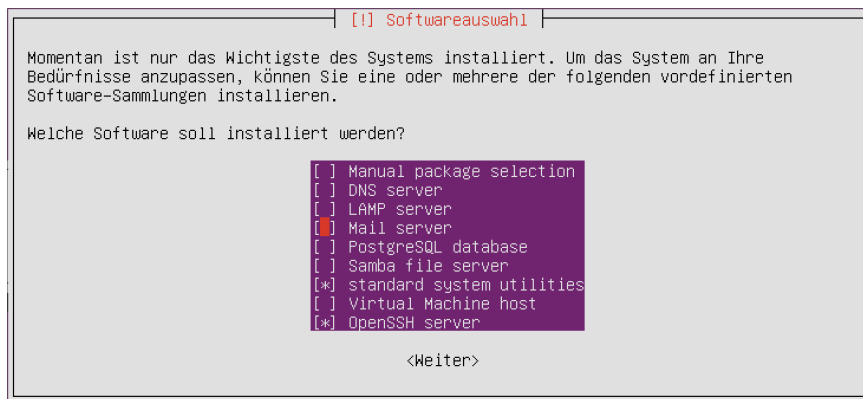 [!] Softwareauswahl
Momentan ist nur das Wichtigste des Systems installiert. Um das System an Ihre
Bedürfnisse anzupassen, können Sie eine oder mehrere der folgenden vordefinierten
Software-Sammlungen installieren.
Welche Software soll installiert werden?
[ ] Manual package selection
[ ] DNS server
[ ] LAMP server
[ ] Mail server
[ ] PostgreSQL database
[ ] Samba file server
[*] standard system utilities
[ ] Virtual Machine host
[*] OpenSSH server
<Weiter>